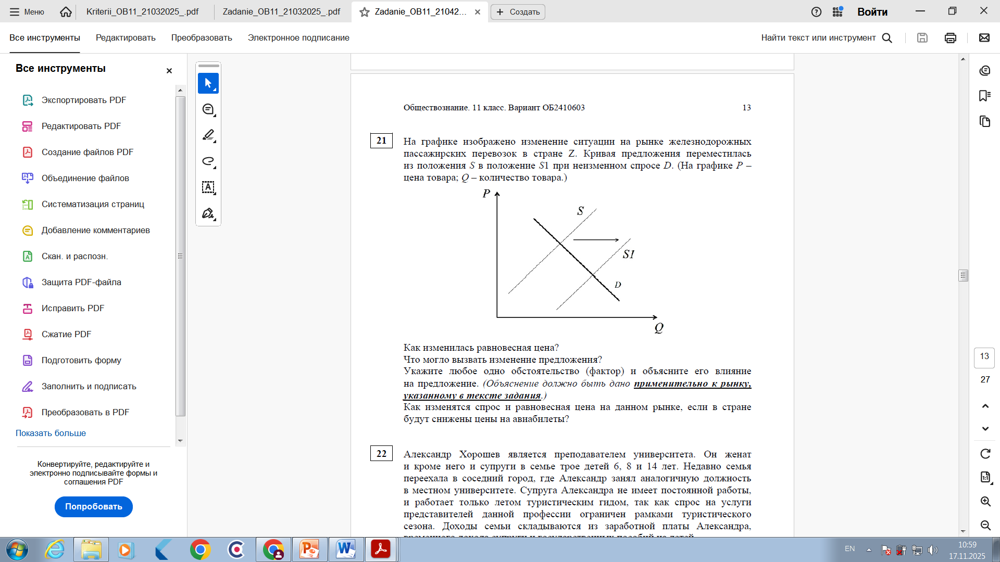 Меню
Kriterii_OB11_21032025_.pdf
Zadanie_OB11_21032025_.pdf
Zadanie_OB11_21042...
Создать
Войти
Все инструменты
Редактировать
Преобразовать
Электронное подписание
Найти текст или инструмент
Все инструменты
Экспортировать PDF
Редактировать PDF
Создание файлов PDF
Объединение файлов
Систематизация страниц
Добавление комментариев
Скан. и распозн.
Защита PDF-файла
Исправить PDF
Сжатие PDF
Подготовить форму
Заполнить и подписать
Преобразовать в PDF
Показать больше
Конвертируйте, редактируйте и
электронно подписывайте формы и
соглашения PDF
Попробовать
Обществознание. 11 класс. Вариант ОБ2410603 13
21
На графике изображено изменение ситуации на рынке железнодорожных
пассажирских перевозок в стране Z. Кривая предложения переместилась
из положения S в положение S1 при неизменном спросе D. (На графике P –
цена товара; Q – количество товара.)
P
S
S1
D
Q
Как изменилась равновесная цена?
Что могло вызвать изменение предложения?
Укажите любое одно обстоятельство (фактор) и объясните его влияние
на предложение. (Объяснение должно быть дано применительно к рынку,
указанному в тексте задания.)
Как изменятся спрос и равновесная цена на данном рынке, если в стране
будут снижены цены на авиабилеты?
22
Александр Хорошев является преподавателем университета. Он женат
и кроме него и супруги в семье трое детей 6, 8 и 14 лет. Недавно семья
переехала в соседний город, где Александр занял аналогичную должность
в местном университете. Супруга Александра не имеет постоянной работы,
и работает только летом туристическим гидом, так как спрос на услуги
представителей данной профессии ограничен рамками туристического
сезона. Доходы семьи складываются из заработной платы Александра,
временного дохода супруги и государственных пособий на детей.
13
27
1:1
EN
10:59
17.11.2025